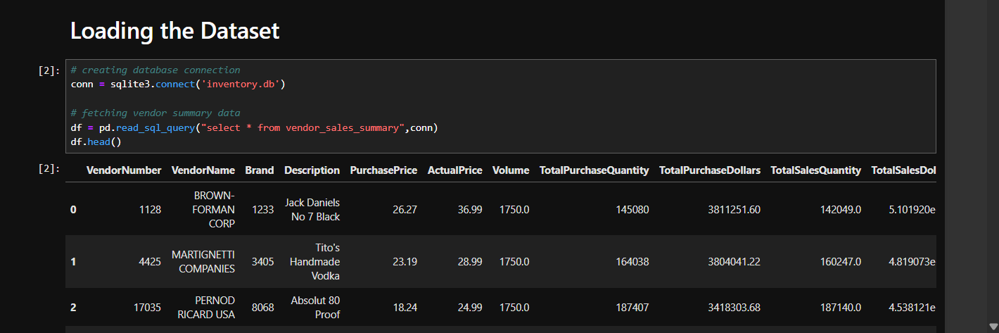 Loading the Dataset
[2]:
# creating database connection
conn = sqlite3.connect('inventory.db')
# fetching vendor summary data
df = pd.read_sql_query("select * from vendor_sales_summary",conn)
df.head()
[2]:
VendorNumber VendorName Brand Description PurchasePrice ActualPrice Volume TotalPurchaseQuantity TotalPurchaseDollars TotalSalesQuantity TotalSalesDol
0 1128 BROWN-FORMAN CORP 1233 Jack Daniels No 7 Black 26.27 36.99 1750.0 145080 3811251.60 142049.0 5.101920e
1 4425 MARTIGNETTI COMPANIES 3405 Tito's Handmade Vodka 23.19 28.99 1750.0 164038 3804041.22 160247.0 4.819073e
2 17035 PERNOD RICARD USA 8068 Absolut 80 Proof 18.24 24.99 1750.0 187407 3418303.68 187140.0 4.538121e